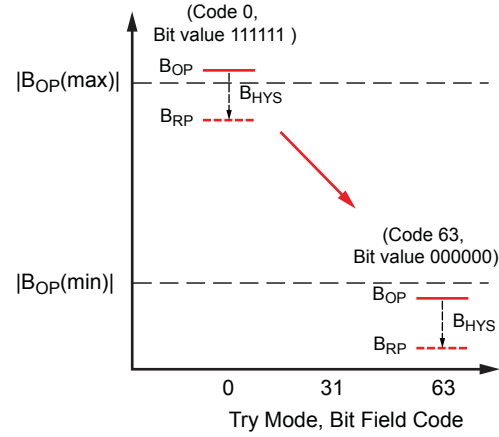 (Code 0,
Bit value 111111 )
BOP
|BOP(max)|
BHYS
BRP
(Code 63,
Bit value 000000)
|BOP(min)|
BOP
BHYS
BRP
0 31 63
Try Mode, Bit Field Code